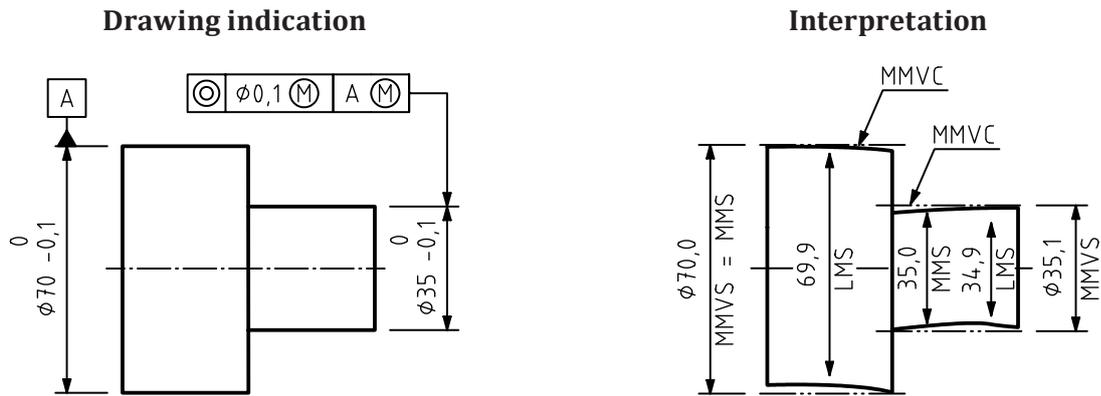 Drawing indication
Interpretation
A
⌀0,1 Ⓜ A Ⓜ
⌀70 0 -0,1
⌀35 0 -0,1
MMVC
MMVC
⌀70,0
MMVS = MMS
69,9
LMS
35,0
MMS
34,9
LMS
⌀35,1
MMVS